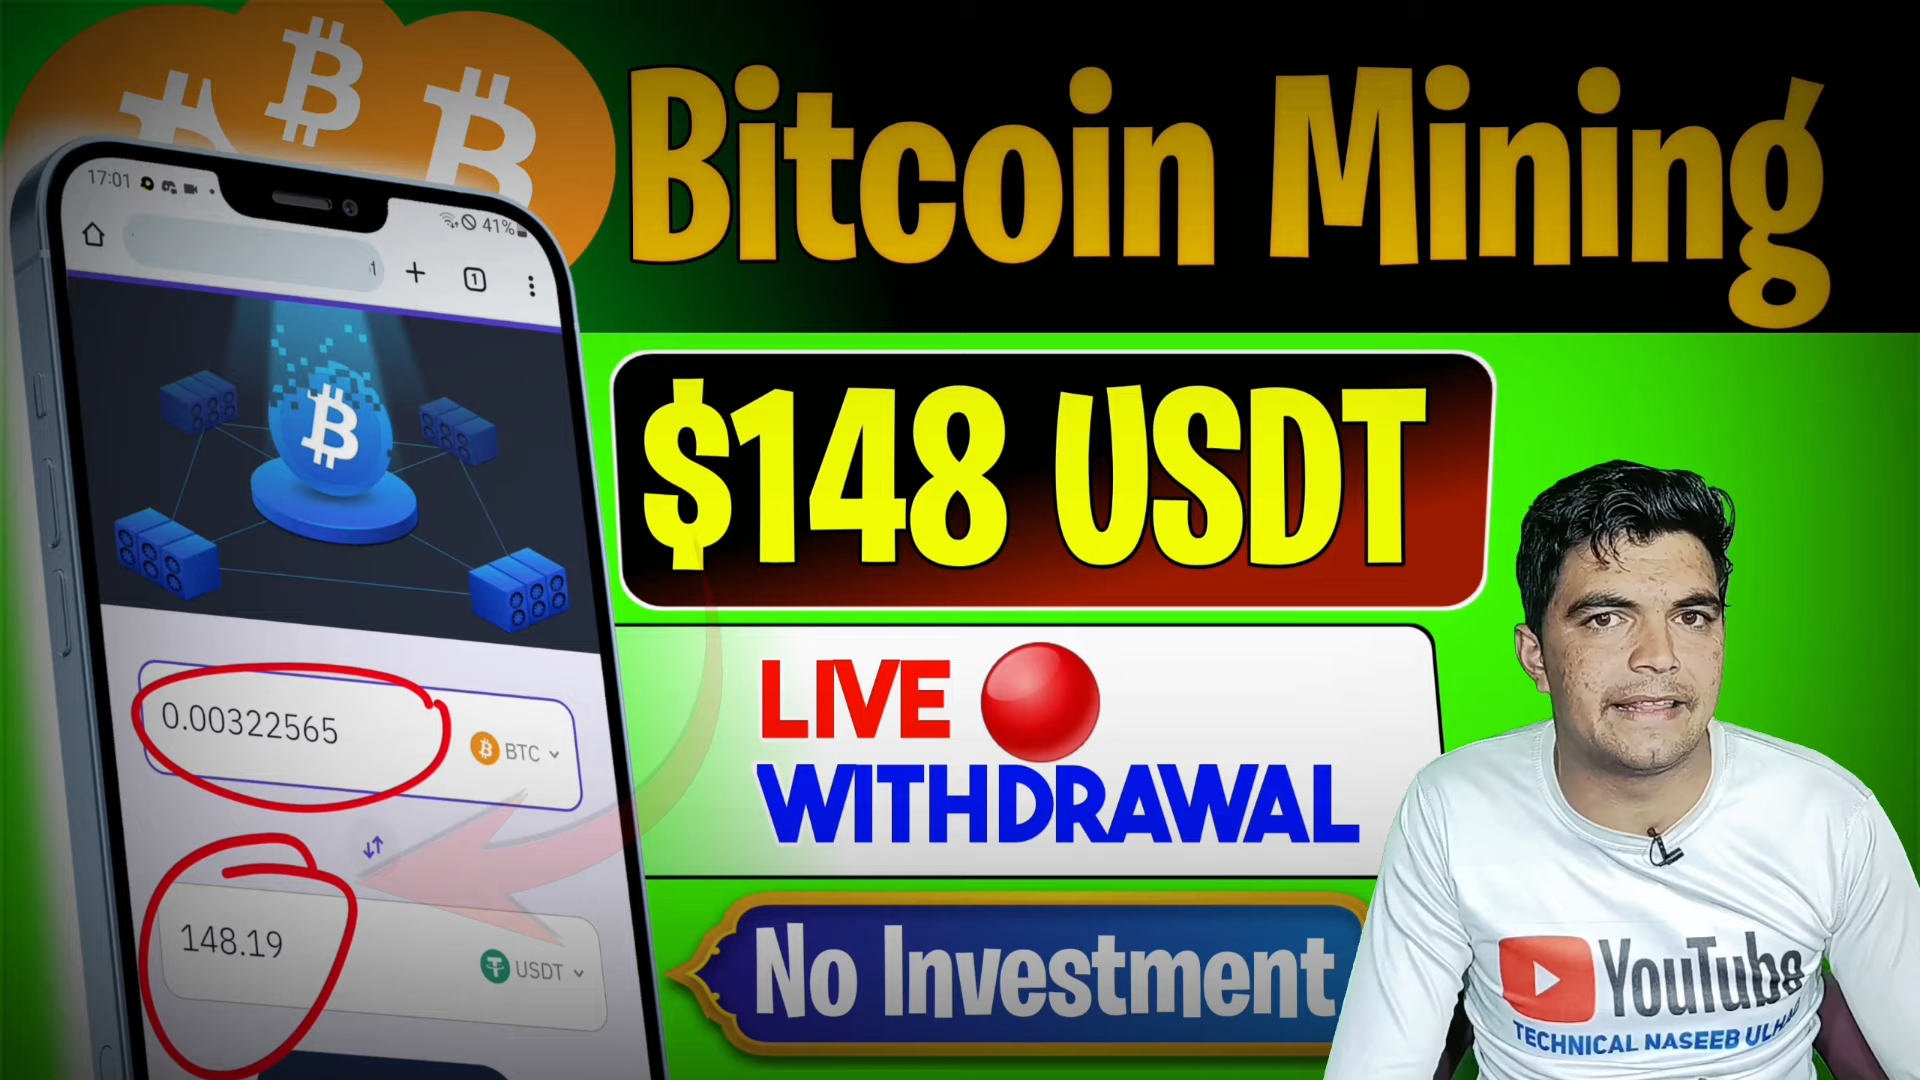 Bitcoin Mining
$148 USDT
LIVE
WITHDRAWAL
No Investment
17:01
41%
1
0.00322565
BTC
148.19
USDT
YouTube
TECHNICAL NASEEB